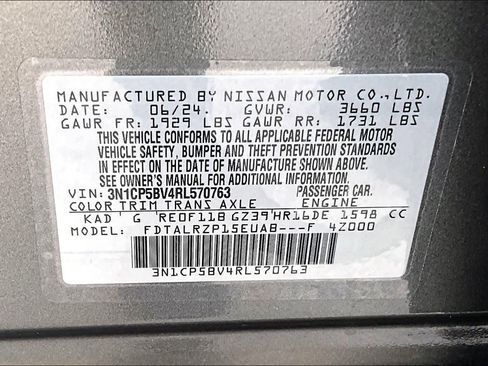 MANUFACTURED BY NISSAN MOTOR CO.,LTD.
DATE: 06/24. GVWR: 3660 LBS
GAWR FR: 1929 LBS GAWR RR: 1731 LBS
THIS VEHICLE CONFORMS TO ALL APPLICABLE FEDERAL MOTOR
VEHICLE SAFETY, BUMPER AND THEFT PREVENTION STANDARDS
IN EFFECT ON THE DATE OF MANUFACTURE SHOWN ABOVE.
SEE OWNER'S MANUAL FOR ADDITIONAL INFORMATION.
VIN: 3N1CP5BV4RL570763 PASSENGER CAR.
COLOR TRIM TRANS AXLE ENGINE
KAD ' G 'RE0F11B GZ39'HR16DE 1598 CC
FDTALRZP15EUAB---F 4Z000
3N1CP5BV4RL570763